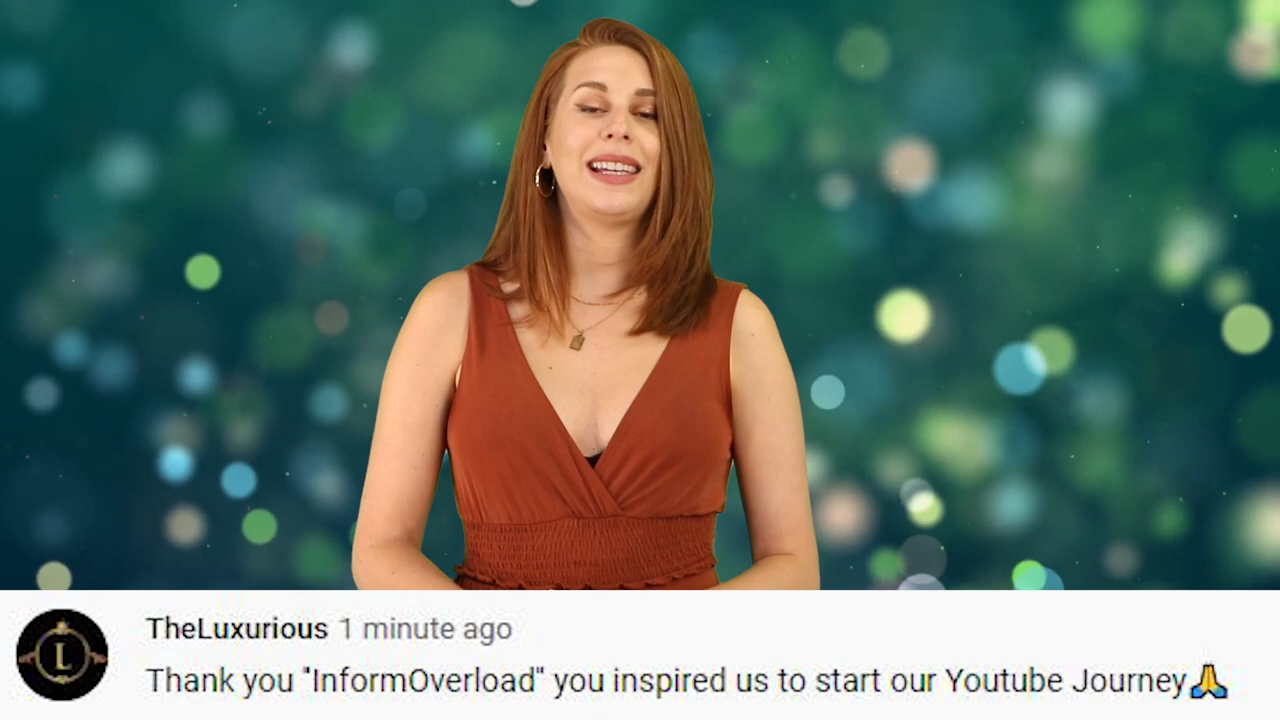 L
TheLuxurious 1 minute ago
Thank you "InformOverload" you inspired us to start our Youtube Journey🙏